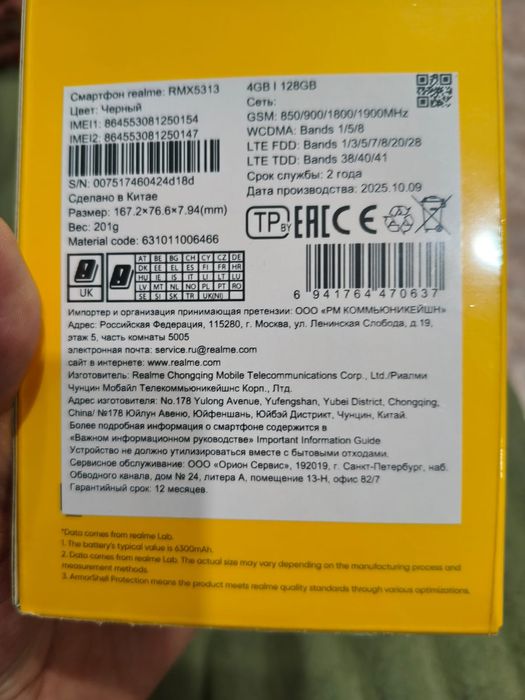 Смартфон realme: RMX5313
Цвет: Черный
IMEI1: 864553081250154
IMEI2: 864553081250147
S/N: 007517460424d18d
Сделано в Китае
Размер: 167.2×76.6×7.94(mm)
Вес: 201g
Material code: 631011006466
4GB | 128GB
Сеть:
GSM: 850/900/1800/1900MHz
WCDMA: Bands 1/5/8
LTE FDD: Bands 1/3/5/7/8/20/28
LTE TDD: Bands 38/40/41
Срок службы: 2 года
Дата производства: 2025.10.09
TP BY EAC CE
UK
AT BE BG CH CY CZ DE
DK EE EL ES FI FR HR
HU IE IS IT LI LT LU
LV MT NL NO PL PT RO
SE SI SK TR UK(NI)
6 941764 470637
Импортер и организация принимающая претензии: ООО «РМ КОММЬЮНИКЕЙШН»
Адрес: Российская Федерация, 115280, г. Москва, ул. Ленинская Слобода, д.19,
этаж 5, часть комнаты 5005
электронная почта: service.ru@realme.com
сайт в интернете: www.realme.com
Изготовитель: Realme Chongqing Mobile Telecommunications Corp., Ltd./Риалми
Чунцин Мобайл Телекоммьюникейшнс Корп., Лтд.
Адрес изготовителя: No.178 Yulong Avenue, Yufengshan, Yubei District, Chongqing,
China/ №178 Юйлун Авеню, Юйфеншань, Юйбэй Дистрикт, Чунцин, Китай.
Более подробная информация о смартфоне содержится в
«Важном информационном руководстве» Important Information Guide
Устройство не должно утилизироваться вместе с бытовыми отходами.
Сервисное обслуживание: ООО «Орион Сервис», 192019, г. Санкт-Петербург, наб.
Обводного канала, дом № 24, литера А, помещение 13-Н, офис 82/7
Гарантийный срок: 12 месяцев.
*Data comes from realme Lab.
1. The battery's typical value is 6300mAh.
2. Data comes from realme Lab. The actual size may vary depending on the manufacturing process and
measurement methods.
3. ArmorShell Protection means the product meets realme quality standards through various optimizations.